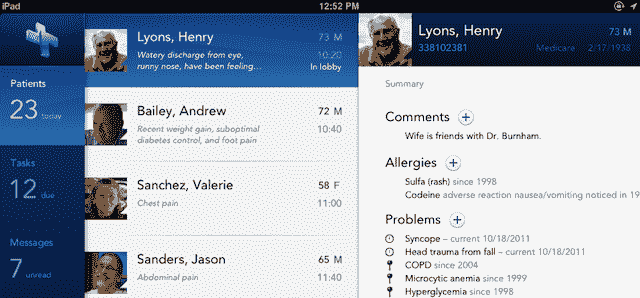 iPad
12:52 PM
Patients
23 today
Tasks
12 due
Messages
7 unread
Lyons, Henry 73 M
Watery discharge from eye, 10:20
runny nose, have been feeling... In lobby
Bailey, Andrew 72 M
Recent weight gain, suboptimal 10:40
diabetes control, and foot pain
Sanchez, Valerie 58 F
Chest pain 11:00
Sanders, Jason 65 M
Abdominal pain 11:40
Lyons, Henry 73 M
338102381 Medicare 2/17/1938
Summary
Comments
Wife is friends with Dr. Burnham.
Allergies
Sulfa (rash) since 1998
Codeine adverse reaction nausea/vomiting noticed in 19
Problems
Syncope – current 10/18/2011
Head trauma from fall – current 10/18/2011
COPD since 2004
Microcytic anemia since 1999
Hyperglycemia since 1998